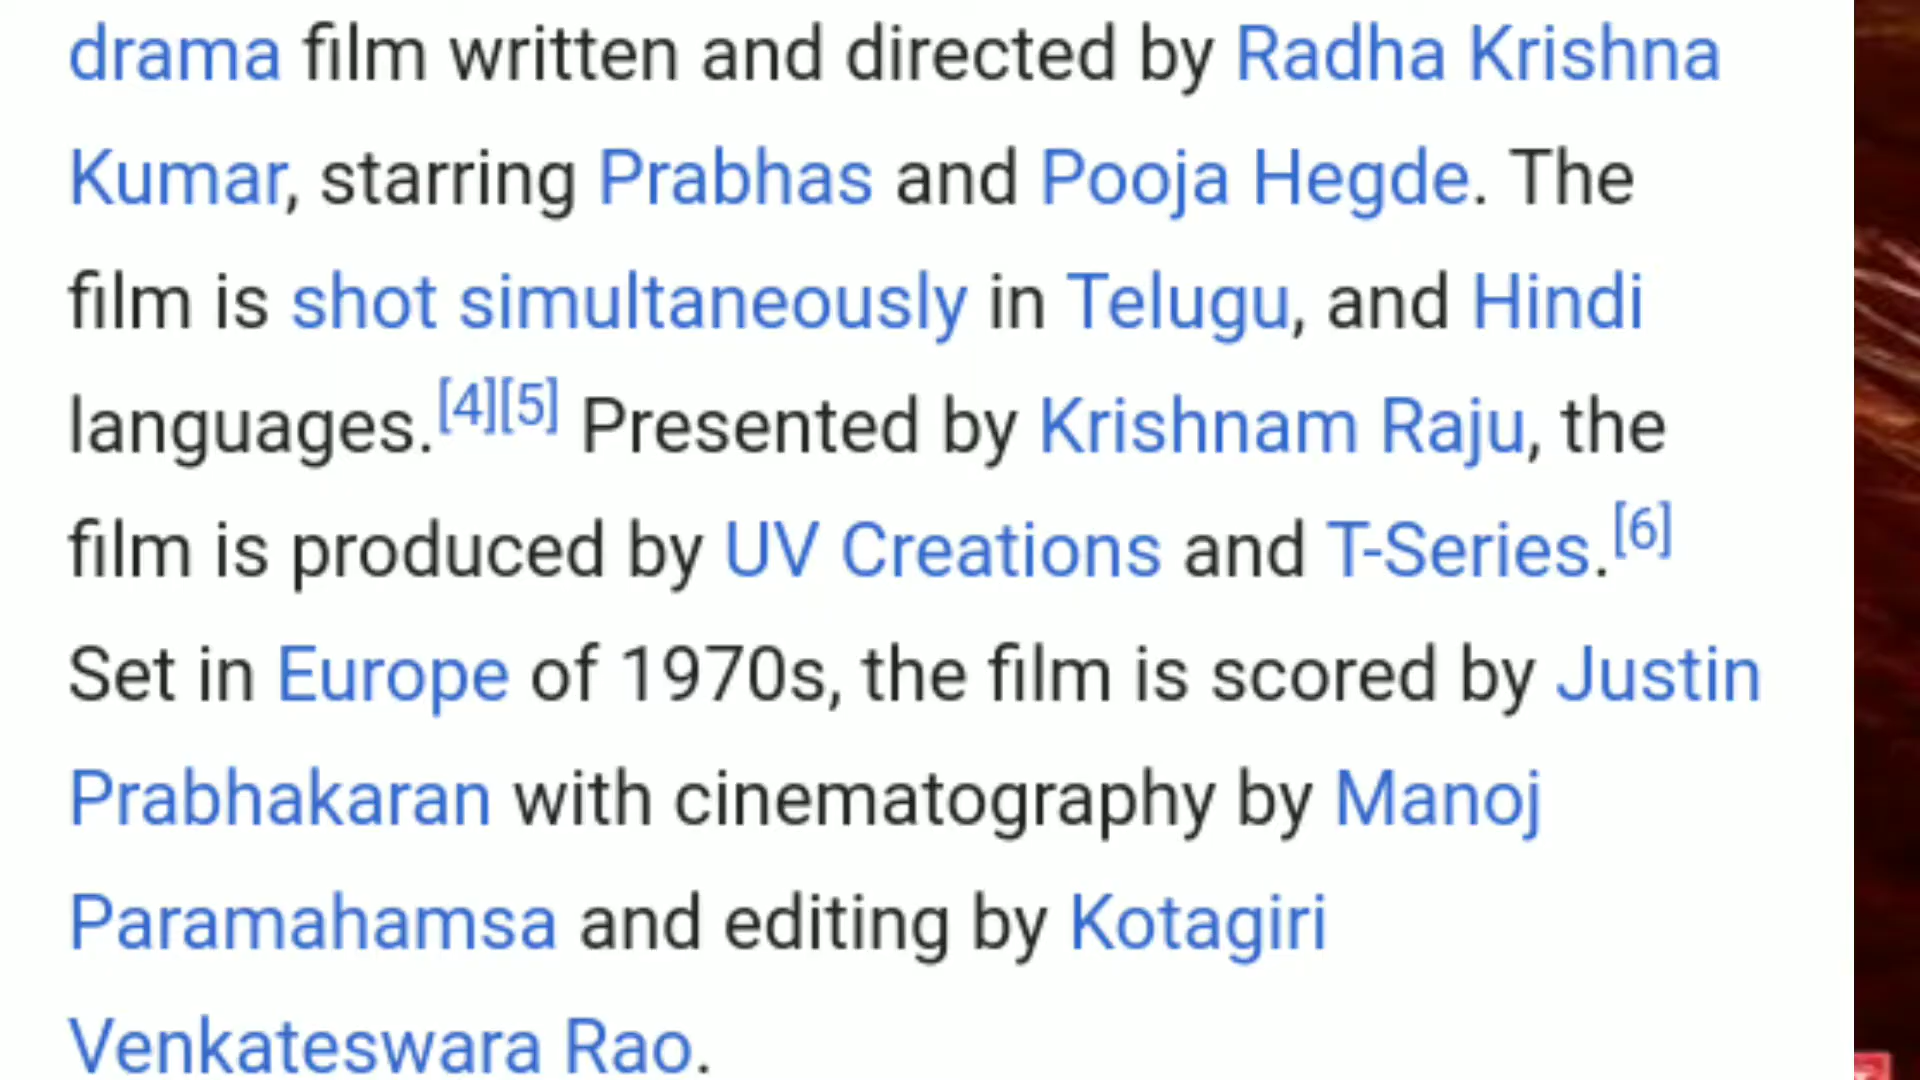 drama film written and directed by Radha Krishna
Kumar, starring Prabhas and Pooja Hegde. The
film is shot simultaneously in Telugu, and Hindi
languages.[4][5] Presented by Krishnam Raju, the
film is produced by UV Creations and T-Series.[6]
Set in Europe of 1970s, the film is scored by Justin
Prabhakaran with cinematography by Manoj
Paramahamsa and editing by Kotagiri
Venkateswara Rao.